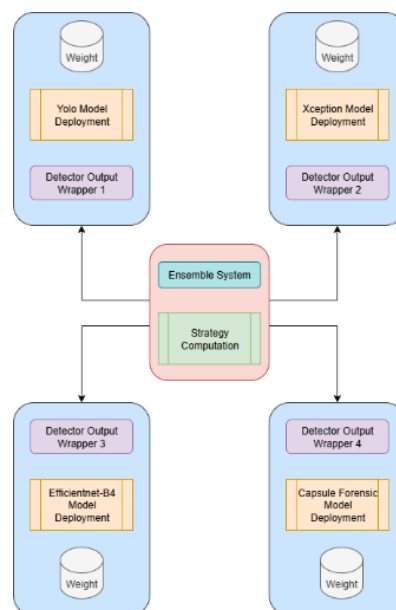 Weight
Weight
Yolo Model
Deployment
Xception Model
Deployment
Detector Output
Wrapper 1
Detector Output
Wrapper 2
Ensemble System
Strategy
Computation
Detector Output
Wrapper 3
Detector Output
Wrapper 4
Efficientnet-B4
Model
Deployment
Capsule Forensic
Model
Deployment
Weight
Weight